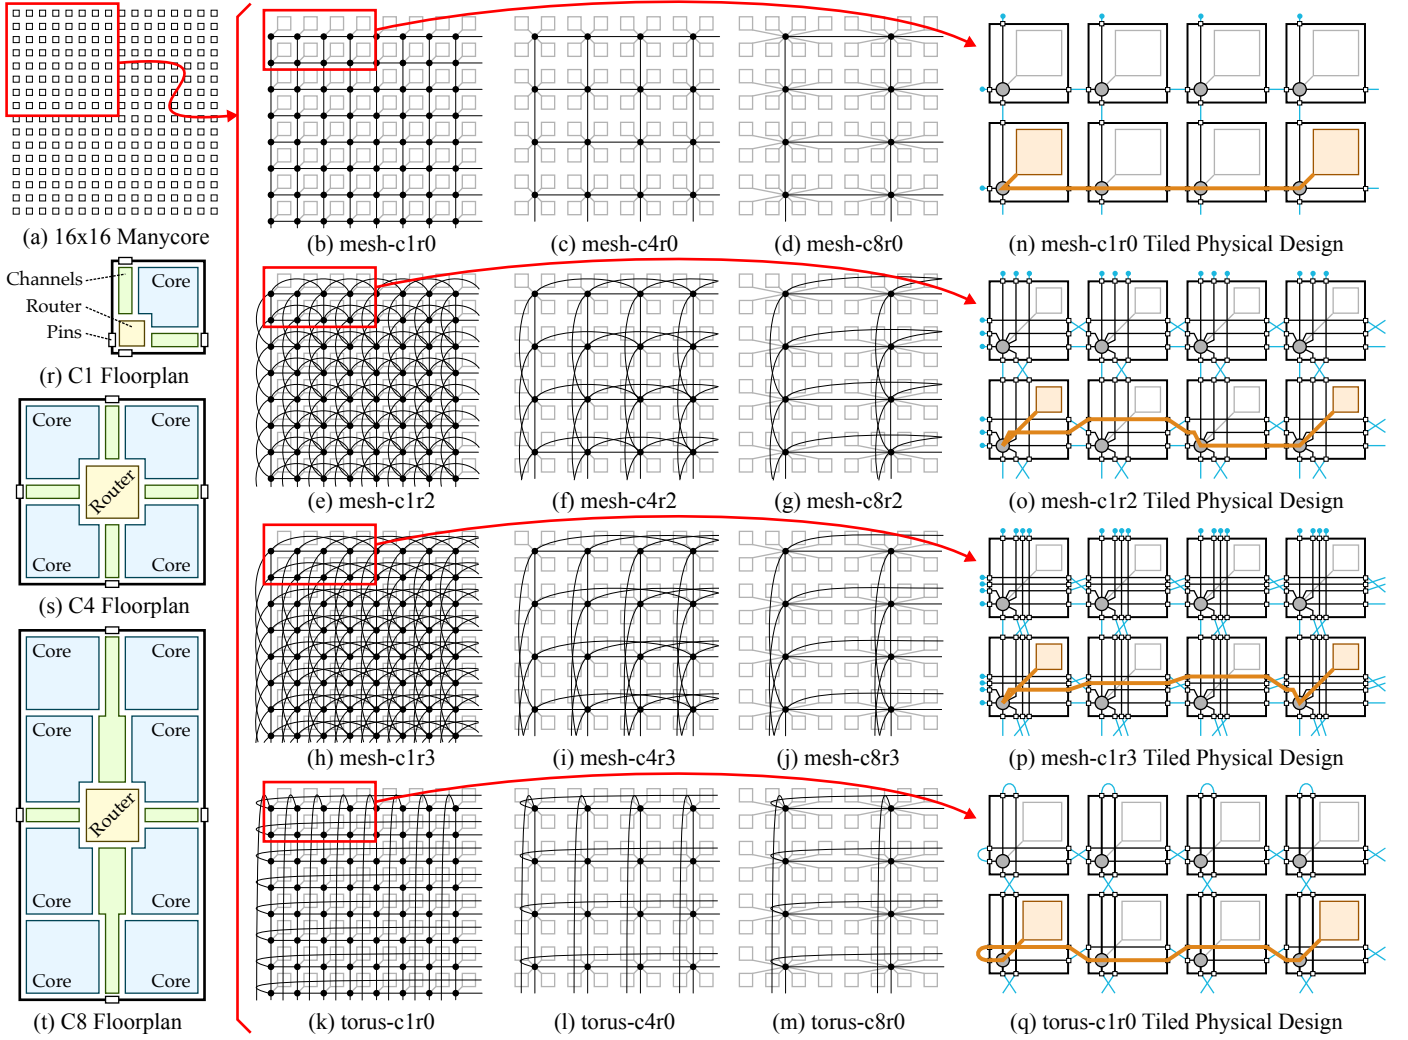 (a) 16x16 Manycore
(b) mesh-c1r0
(c) mesh-c4r0
(d) mesh-c8r0
(n) mesh-c1r0 Tiled Physical Design
Channels
Core
Router
Pins
(r) C1 Floorplan
(e) mesh-c1r2
(f) mesh-c4r2
(g) mesh-c8r2
(o) mesh-c1r2 Tiled Physical Design
Core
Core
Router
Core
Core
(s) C4 Floorplan
(h) mesh-c1r3
(i) mesh-c4r3
(j) mesh-c8r3
(p) mesh-c1r3 Tiled Physical Design
Core
Core
Core
Core
Router
Core
Core
Core
Core
(t) C8 Floorplan
(k) torus-c1r0
(l) torus-c4r0
(m) torus-c8r0
(q) torus-c1r0 Tiled Physical Design